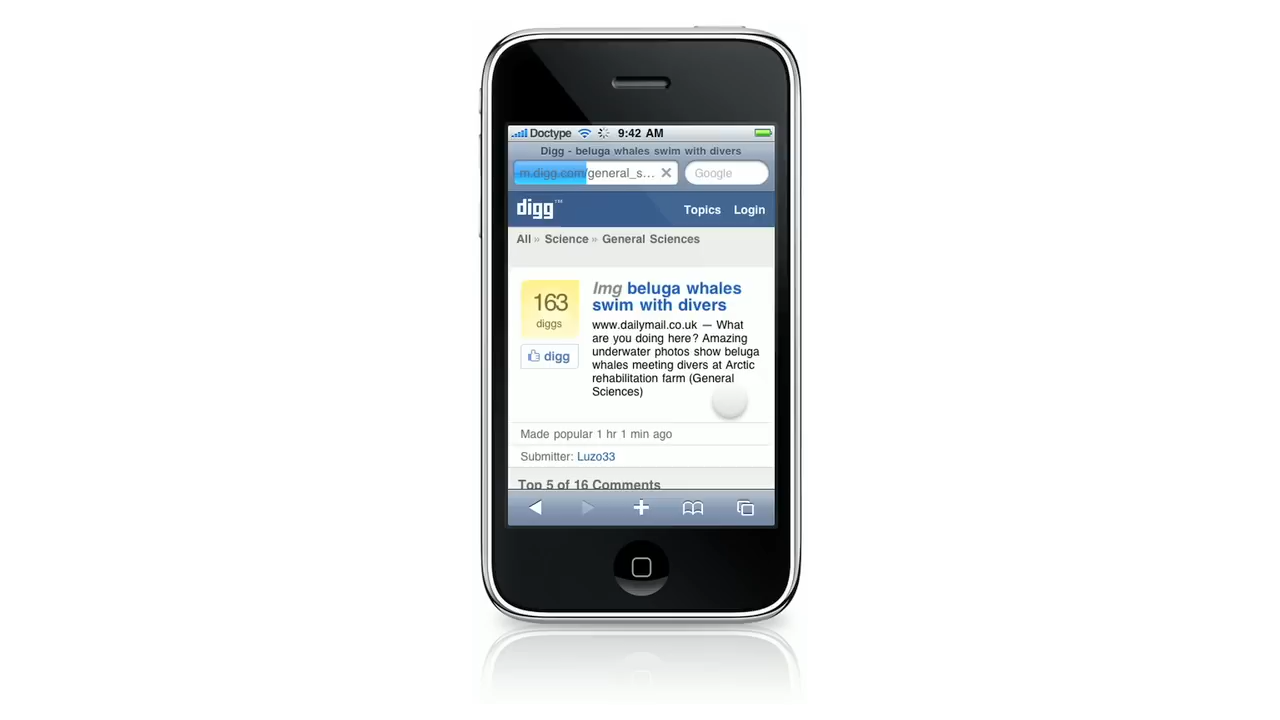 Doctype 9:42 AM
Digg - beluga whales swim with divers
m.digg.com/general_s... Google
digg™ Topics Login
All » Science » General Sciences
163
diggs
digg
Img beluga whales
swim with divers
www.dailymail.co.uk — What
are you doing here? Amazing
underwater photos show beluga
whales meeting divers at Arctic
rehabilitation farm (General
Sciences)
Made popular 1 hr 1 min ago
Submitter: Luzo33
Top 5 of 16 Comments